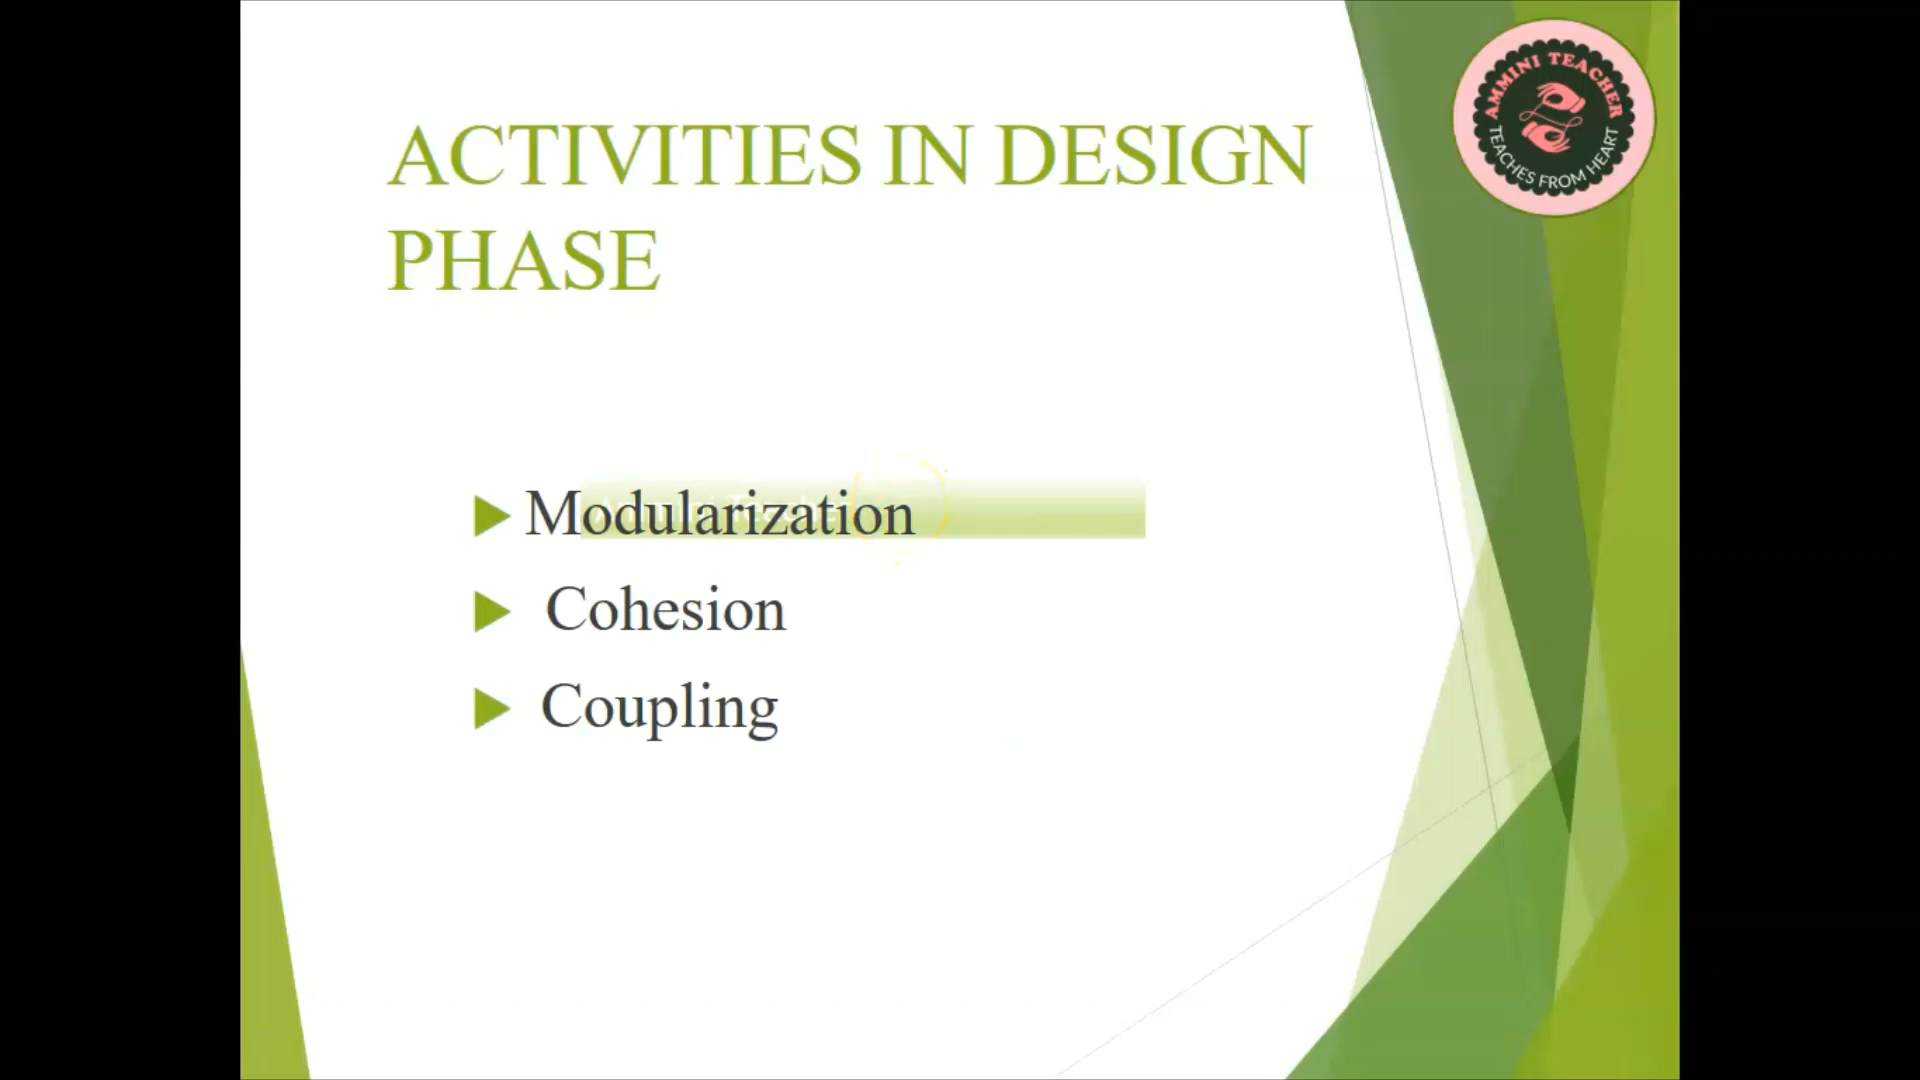 AMMINI TEACHER
TEACHES FROM HEART
ACTIVITIES IN DESIGN
PHASE
Modularization
Cohesion
Coupling